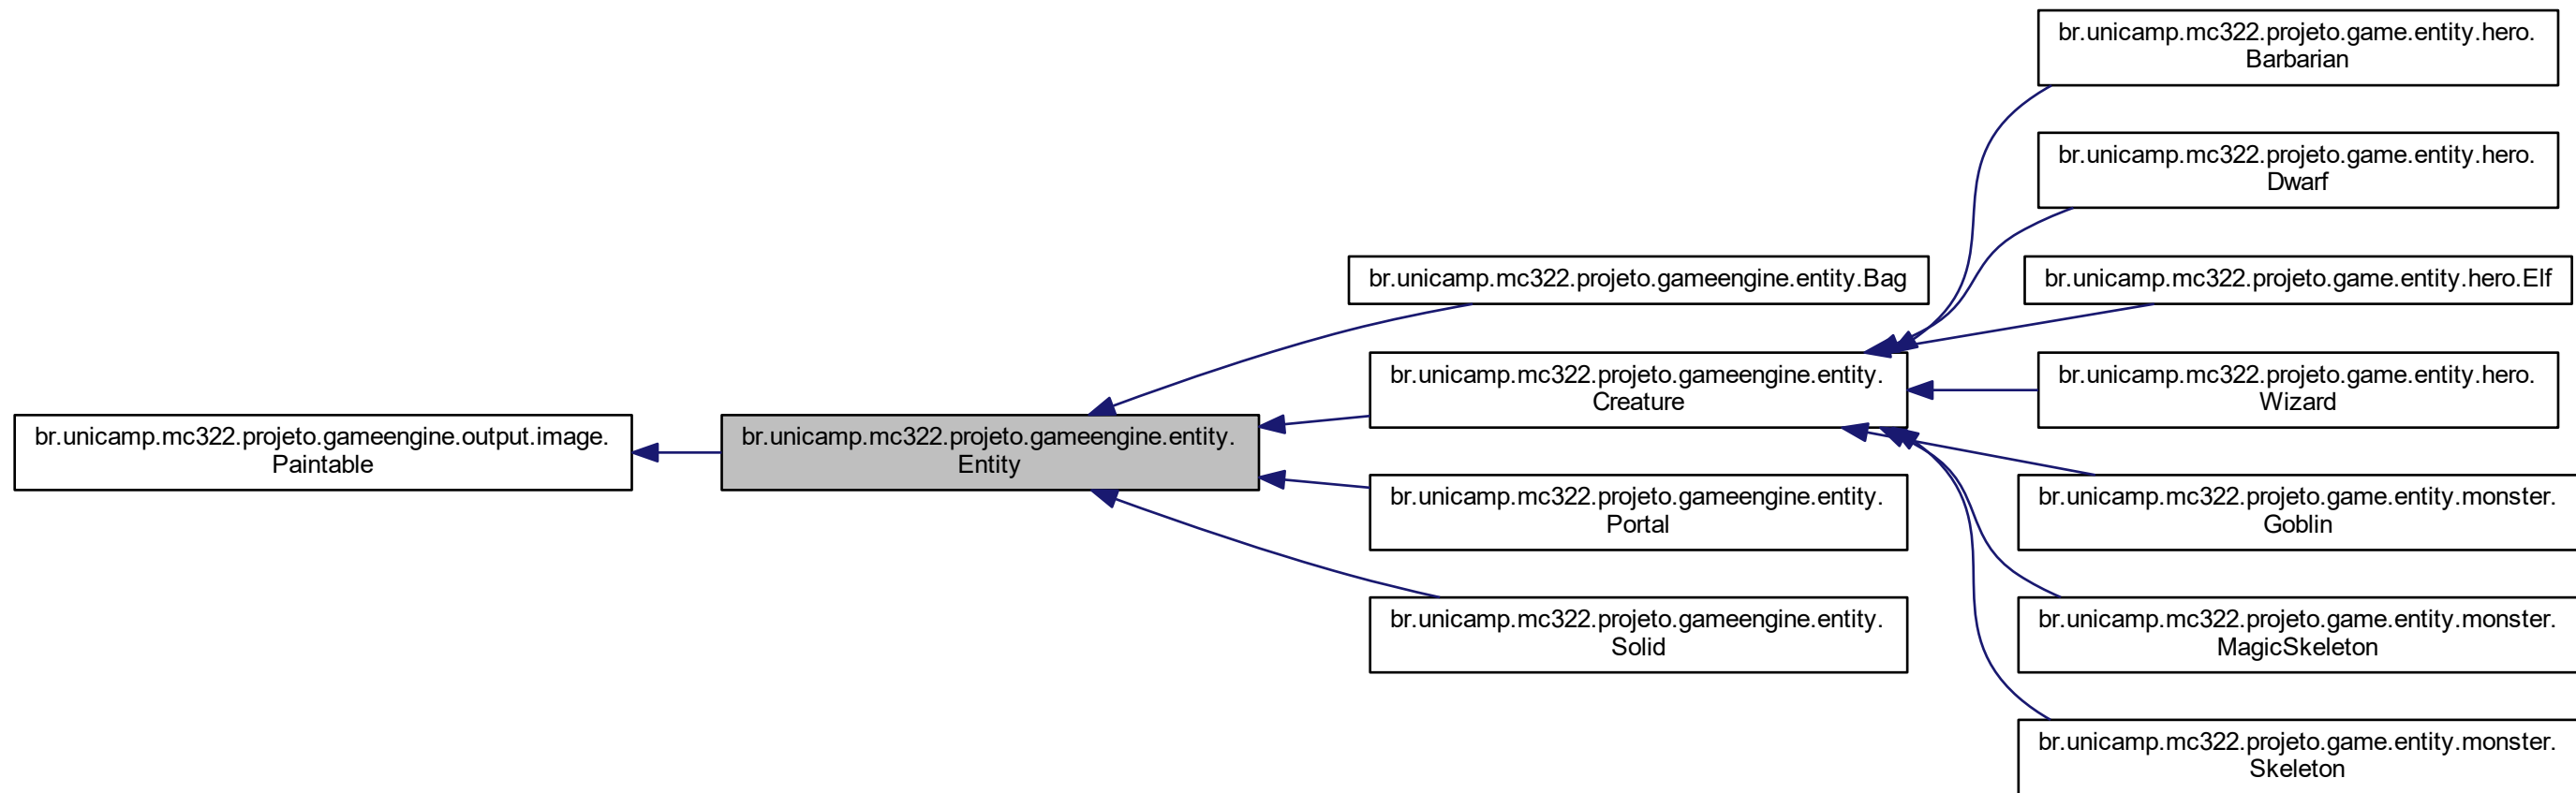 br.unicamp.mc322.projeto.gameengine.output.image.
Paintable
br.unicamp.mc322.projeto.gameengine.entity.
Entity
br.unicamp.mc322.projeto.gameengine.entity.Bag
br.unicamp.mc322.projeto.gameengine.entity.
Creature
br.unicamp.mc322.projeto.gameengine.entity.
Portal
br.unicamp.mc322.projeto.gameengine.entity.
Solid
br.unicamp.mc322.projeto.game.entity.hero.
Barbarian
br.unicamp.mc322.projeto.game.entity.hero.
Dwarf
br.unicamp.mc322.projeto.game.entity.hero.Elf
br.unicamp.mc322.projeto.game.entity.hero.
Wizard
br.unicamp.mc322.projeto.game.entity.monster.
Goblin
br.unicamp.mc322.projeto.game.entity.monster.
MagicSkeleton
br.unicamp.mc322.projeto.game.entity.monster.
Skeleton